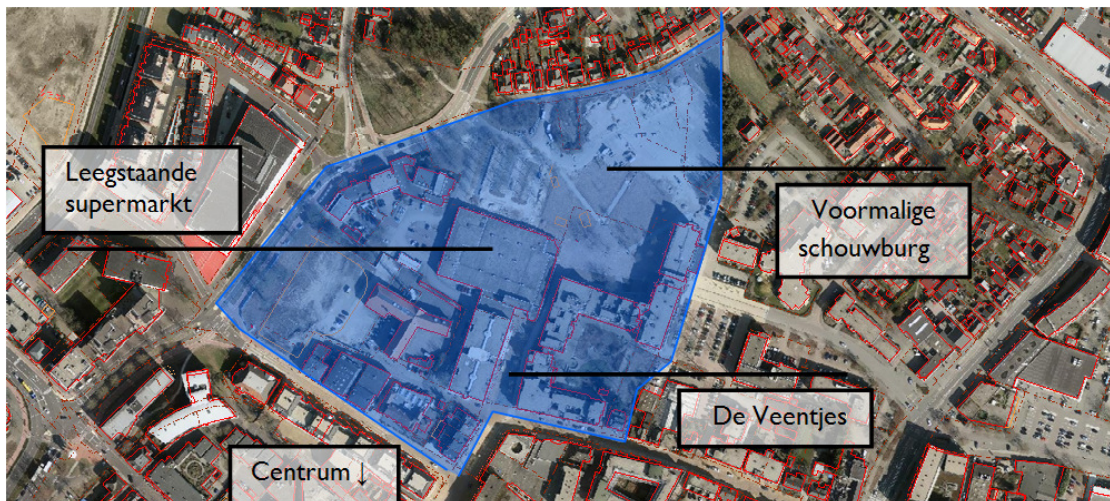 Leegstaande
supermarkt
Voormalige
schouwburg
De Veentjes
Centrum ↓